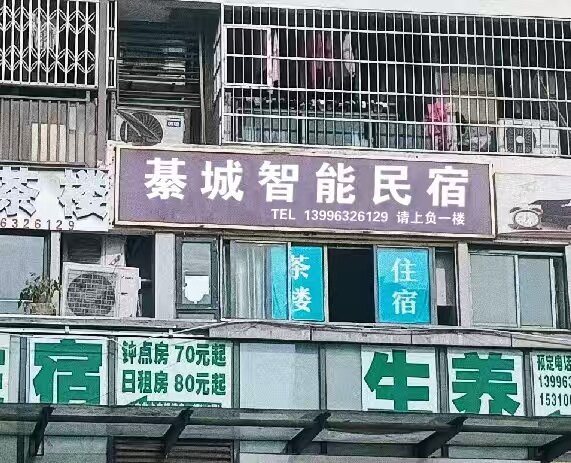 綦城智能民宿
TEL 13996326129 请上负一楼
茶楼
96326129
茶楼
住宿
宿
钟点房 70元起
日租房 80元起
生养
预定电话
13996
15310